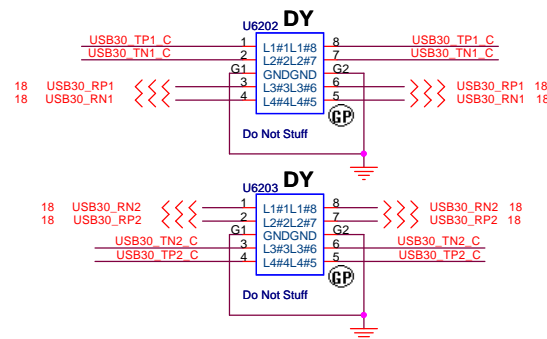 U6202 DY
USB30_TP1_C 1 L1#1L1#8 8 USB30_TP1_C
USB30_TN1_C 2 L2#2L2#7 7 USB30_TN1_C
G1 GNDGND G2
18 USB30_RP1 3 L3#3L3#6 6 USB30_RP1 18
18 USB30_RN1 4 L4#4L4#5 5 USB30_RN1 18
GP
Do Not Stuff
U6203 DY
18 USB30_RN2 1 L1#1L1#8 8 USB30_RN2 18
18 USB30_RP2 2 L2#2L2#7 7 USB30_RP2 18
G1 GNDGND G2
USB30_TN2_C 3 L3#3L3#6 6 USB30_TN2_C
USB30_TP2_C 4 L4#4L4#5 5 USB30_TP2_C
GP
Do Not Stuff